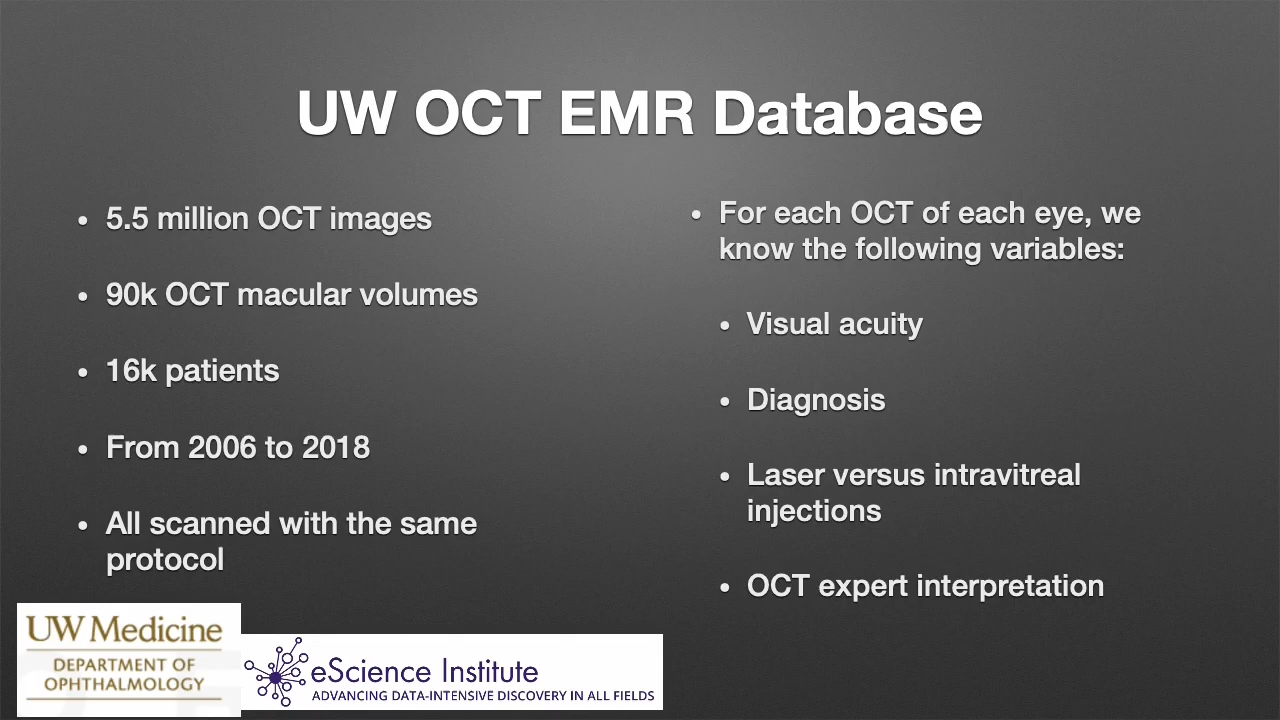 UW OCT EMR Database
• 5.5 million OCT images
• 90k OCT macular volumes
• 16k patients
• From 2006 to 2018
• All scanned with the same
protocol
• For each OCT of each eye, we
know the following variables:
• Visual acuity
• Diagnosis
• Laser versus intravitreal
injections
• OCT expert interpretation
UW Medicine
DEPARTMENT OF
OPHTHALMOLOGY
eScience Institute
ADVANCING DATA-INTENSIVE DISCOVERY IN ALL FIELDS